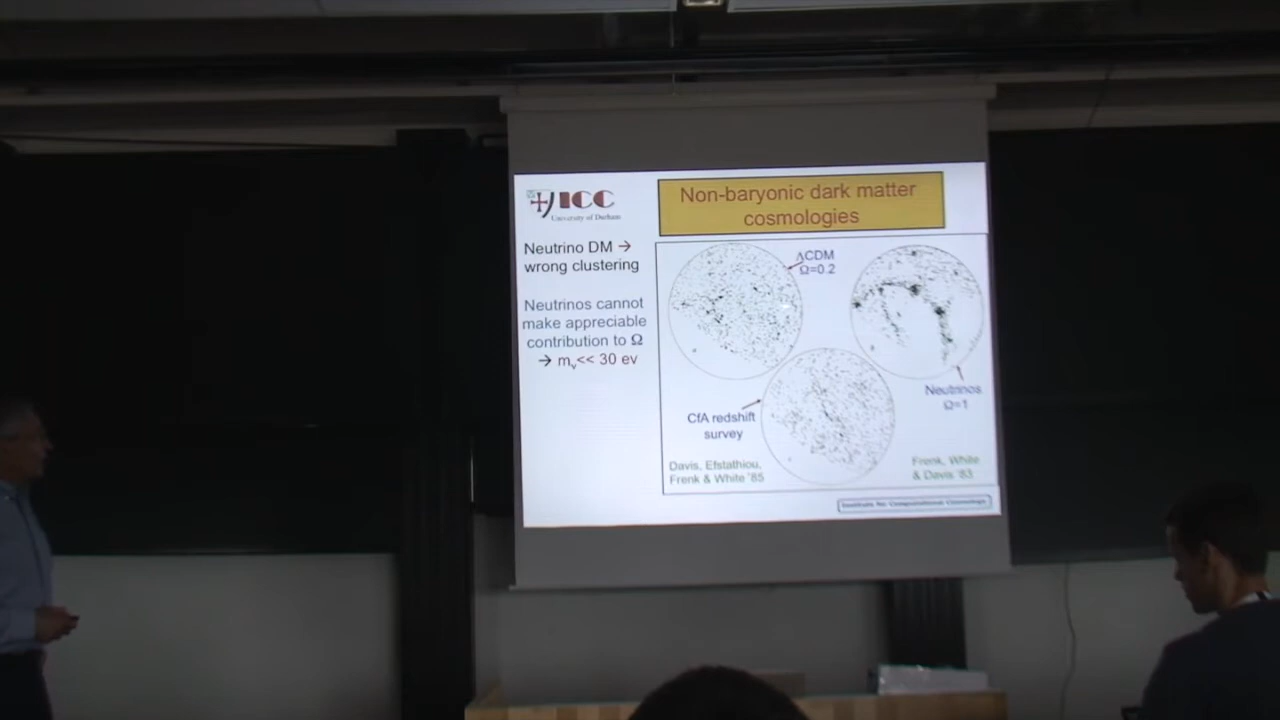 ICC
University of Durham
Non-baryonic dark matter
cosmologies
Neutrino DM →
wrong clustering
Neutrinos cannot
make appreciable
contribution to Ω
→ mν<< 30 ev
ΛCDM
Ω=0.2
Neutrinos
Ω=1
CfA redshift
survey
Davis, Efstathiou,
Frenk & White '85
Frenk, White
& Davis '83
Institute for Computational Cosmology